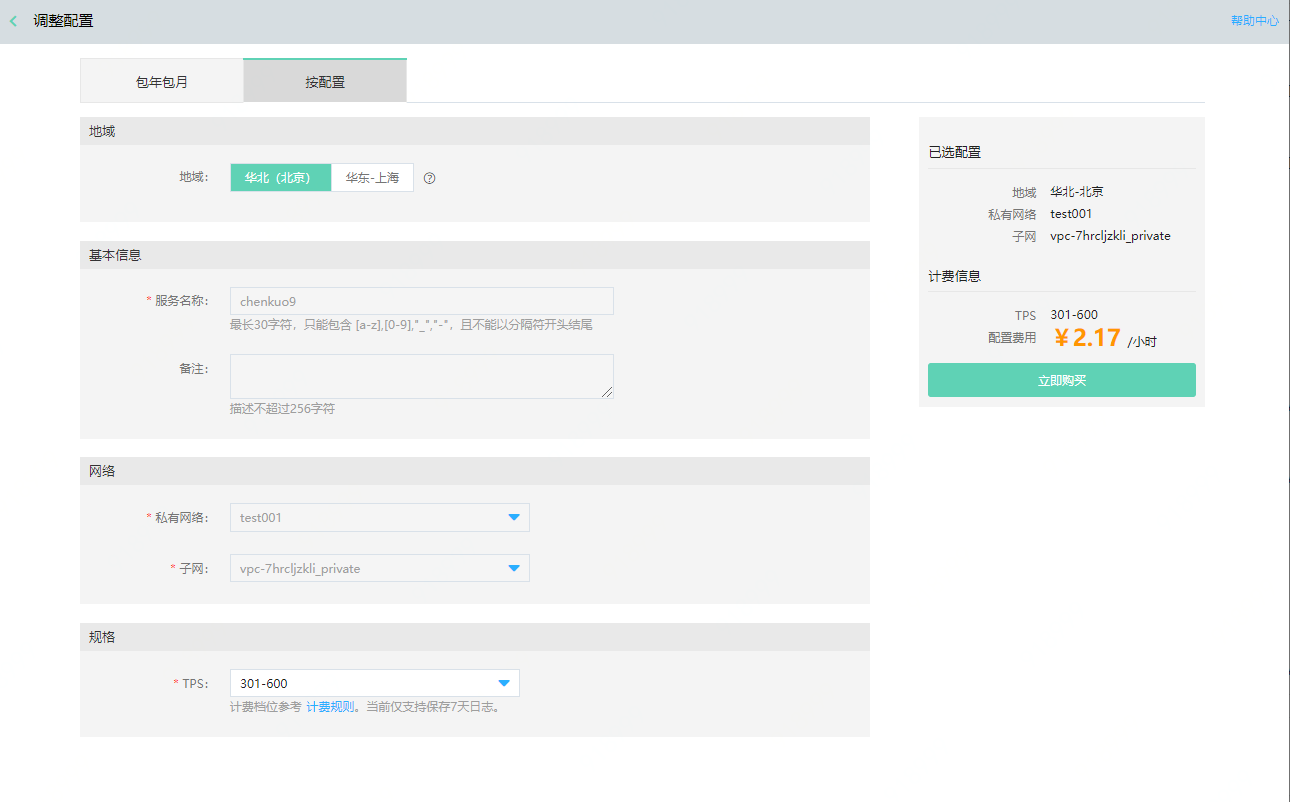 调整配置
帮助中心
包年包月
按配置
地域
地域:
华北（北京）
华东-上海
?
基本信息
* 服务名称:
chenkuo9
最长30字符，只能包含 [a-z],[0-9],"_","-"，且不能以分隔符开头结尾
备注:
描述不超过256字符
网络
* 私有网络:
test001
* 子网:
vpc-7hrcljzkli_private
规格
* TPS:
301-600
计费档位参考 计费规则。当前仅支持保存7天日志。
已选配置
地域 华北-北京
私有网络 test001
子网 vpc-7hrcljzkli_private
计费信息
TPS 301-600
配置费用 ¥2.17 /小时
立即购买